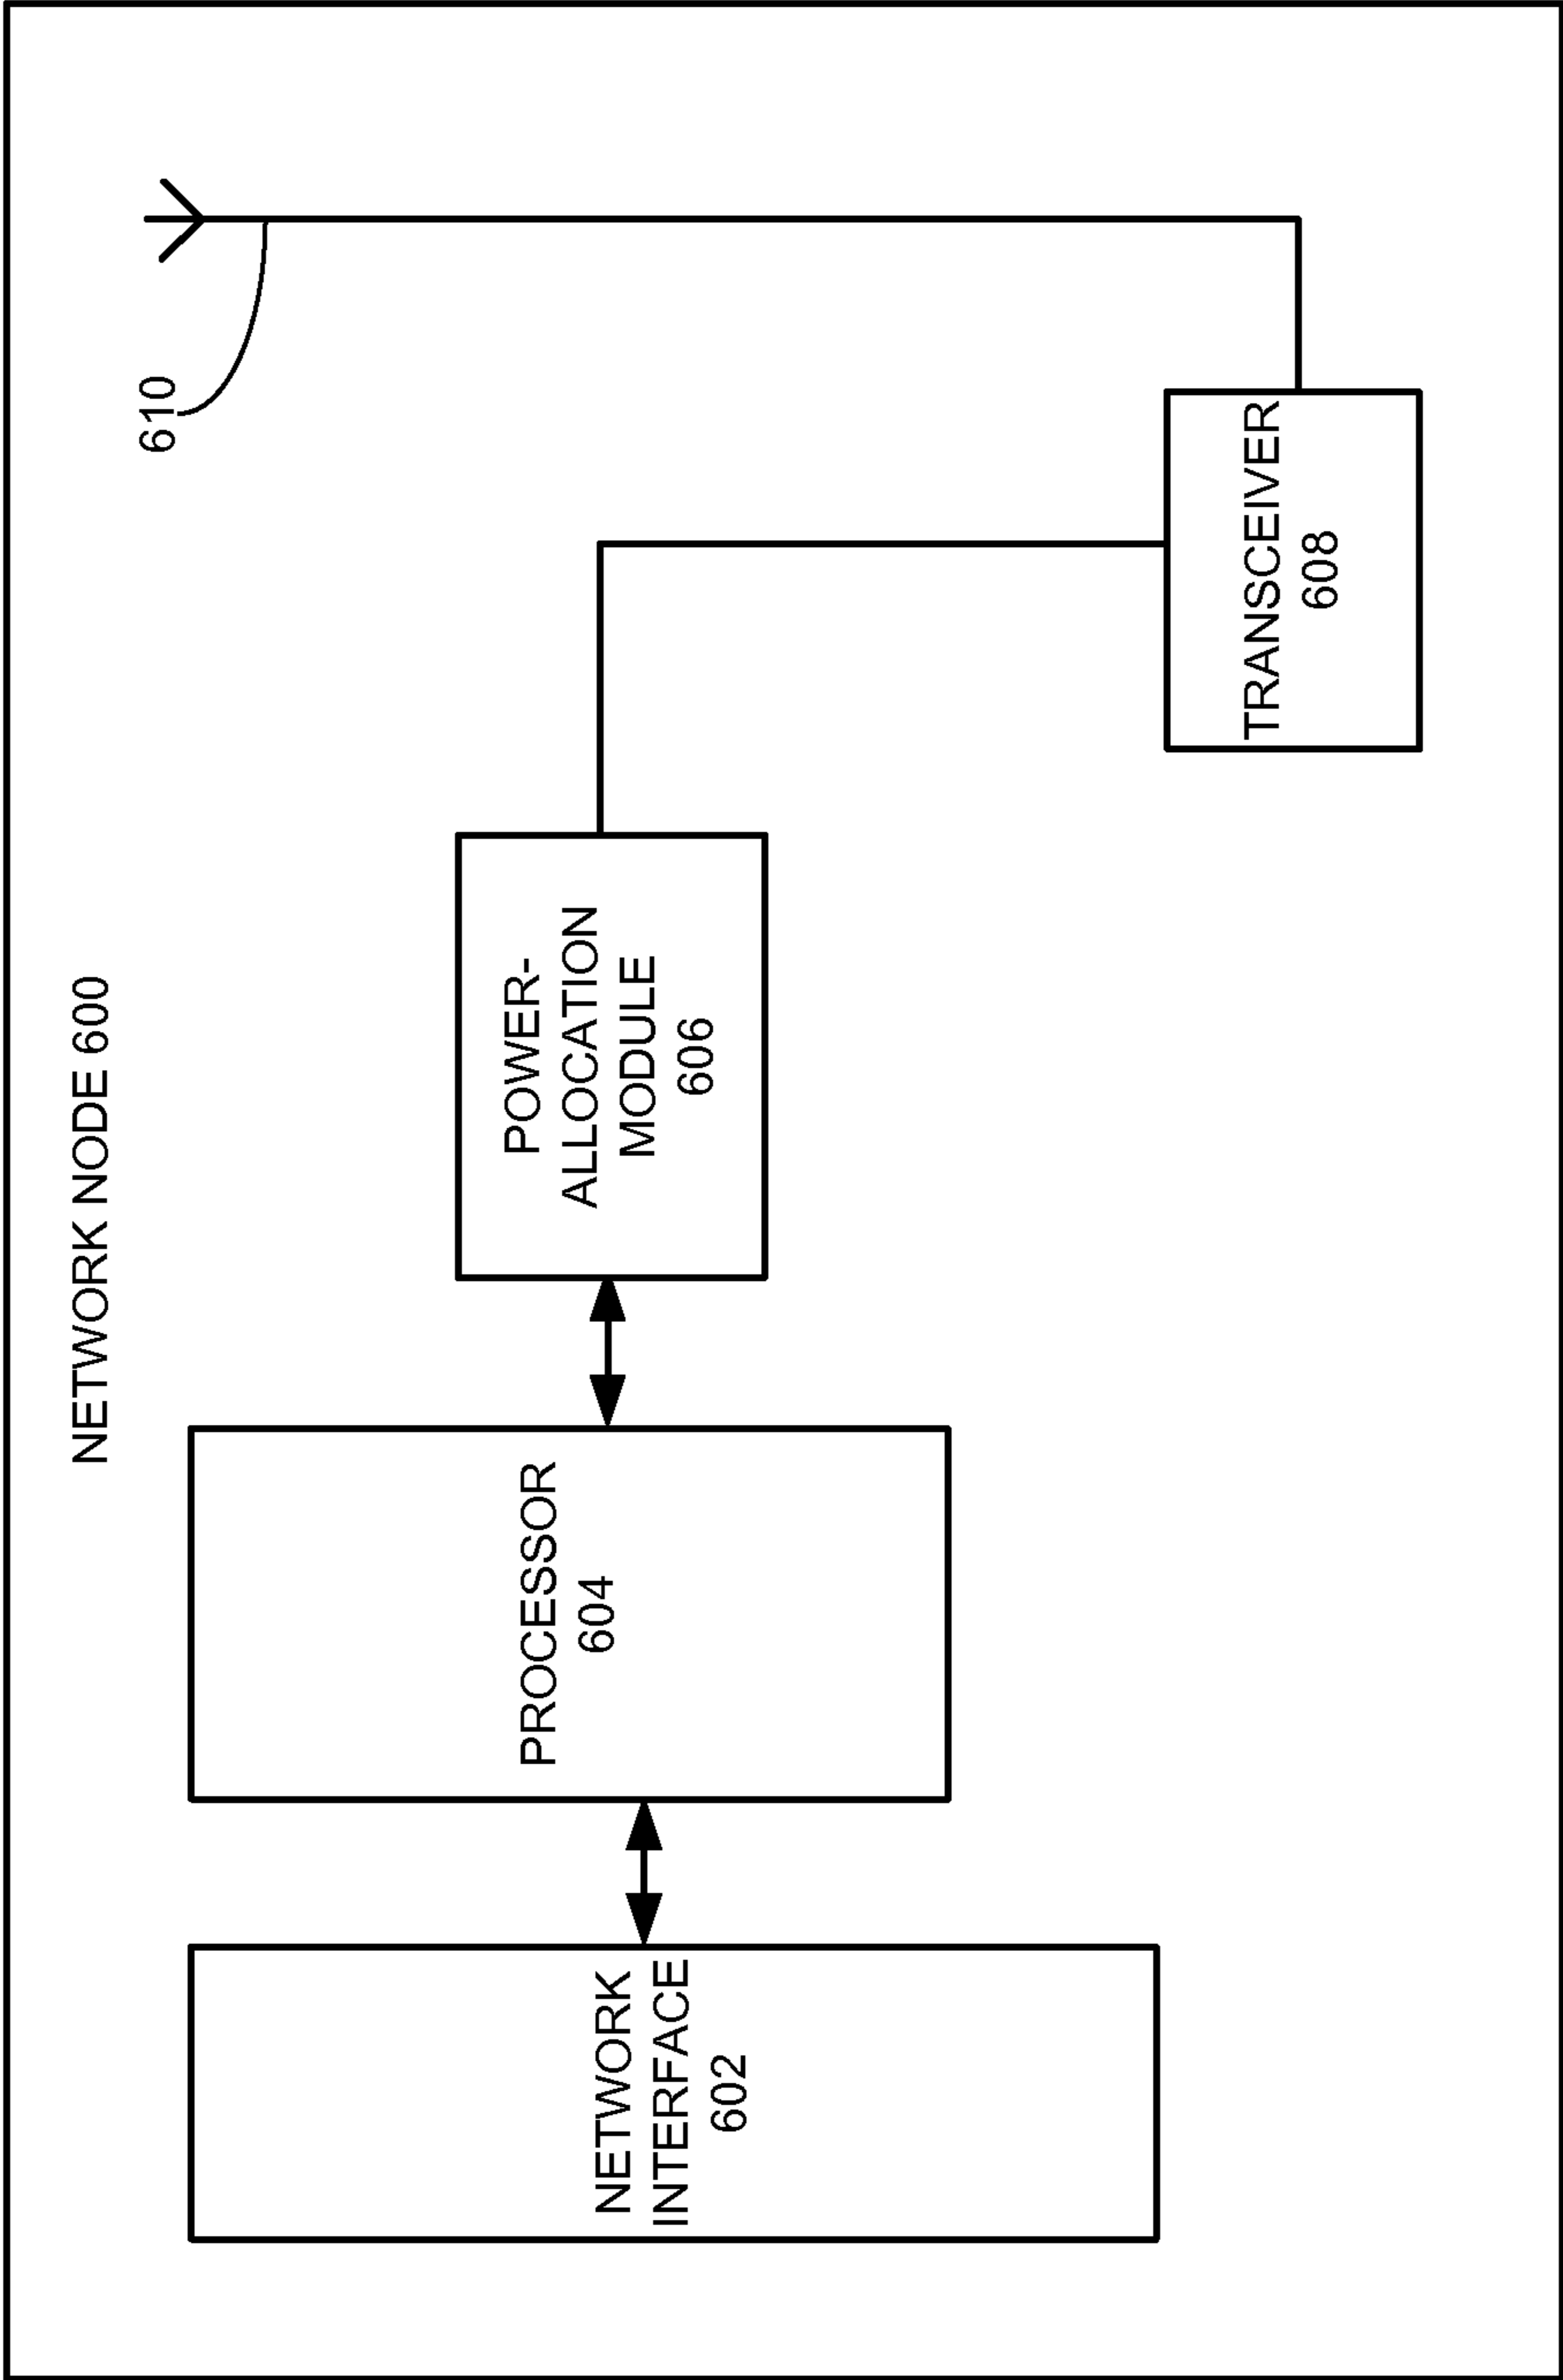 NETWORK NODE 600
NETWORK
INTERFACE
602
PROCESSOR
604
POWER-
ALLOCATION
MODULE
606
TRANSCEIVER
608
610